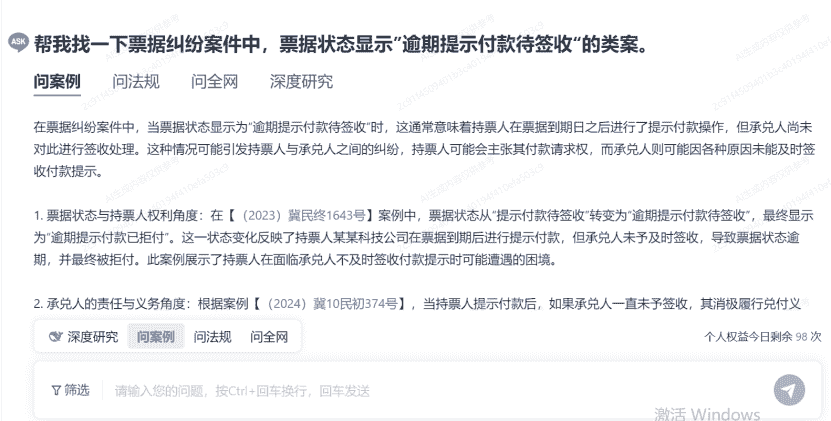 ASK 帮我找一下票据纠纷案件中，票据状态显示”逾期提示付款待签收“的类案。
问案例 问法规 问全网 深度研究
在票据纠纷案件中，当票据状态显示为“逾期提示付款待签收”时，这通常意味着持票人在票据到期日之后进行了提示付款操作，但承兑人尚未
对此进行签收处理。这种情况可能引发持票人与承兑人之间的纠纷，持票人可能会主张其付款请求权，而承兑人则可能因各种原因未能及时签
收付款提示。
1. 票据状态与持票人权利角度：在【 （2023）冀民终1643号】案例中，票据状态从“提示付款待签收”转变为“逾期提示付款待签收”，最终显示
为“逾期提示付款已拒付”。这一状态变化反映了持票人某某科技公司在票据到期后进行提示付款，但承兑人未予及时签收，导致票据状态逾
期，并最终被拒付。此案例展示了持票人在面临承兑人不及时签收付款提示时可能遭遇的困境。
2. 承兑人的责任与义务角度：根据案例【 （2024）冀10民初374号】，当持票人提示付款后，如果承兑人一直未予签收，其消极履行兑付义
深度研究 问案例 问法规 问全网 个人权益今日剩余 98 次
筛选 请输入您的问题，按Ctrl+回车换行，回车发送
激活 Windows